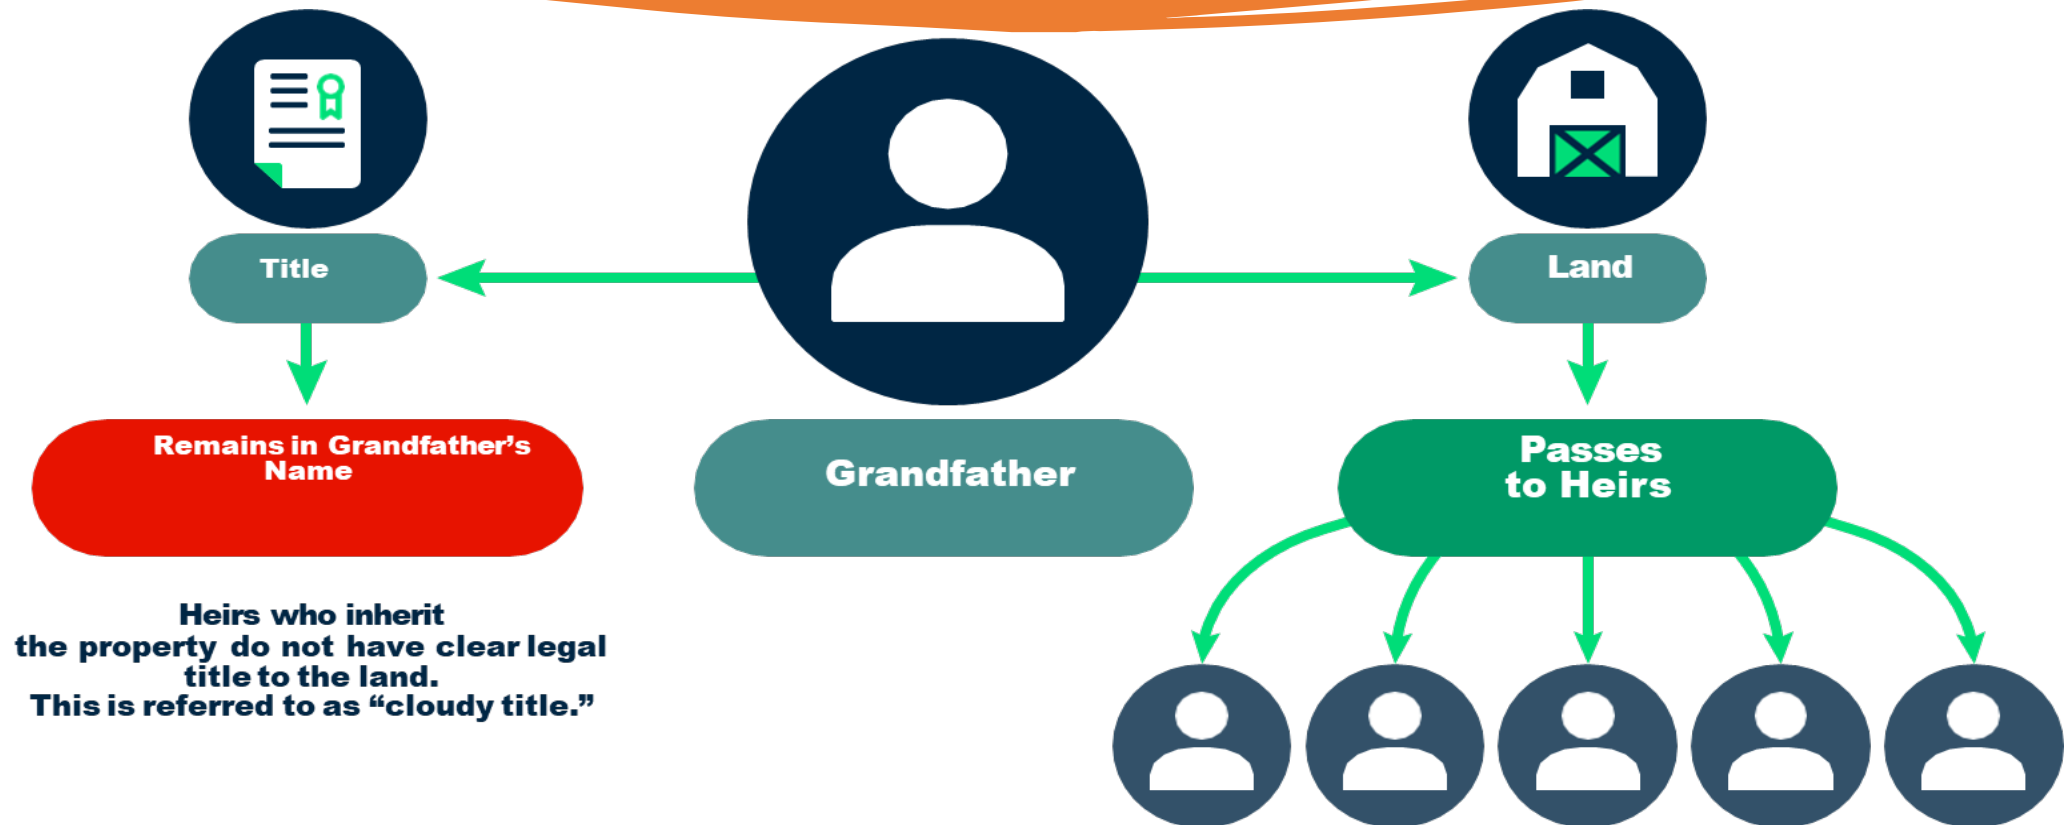 Title
Land
Remains in Grandfather’s
Name
Grandfather
Passes
to Heirs
Heirs who inherit
the property do not have clear legal
title to the land.
This is referred to as “cloudy title.”